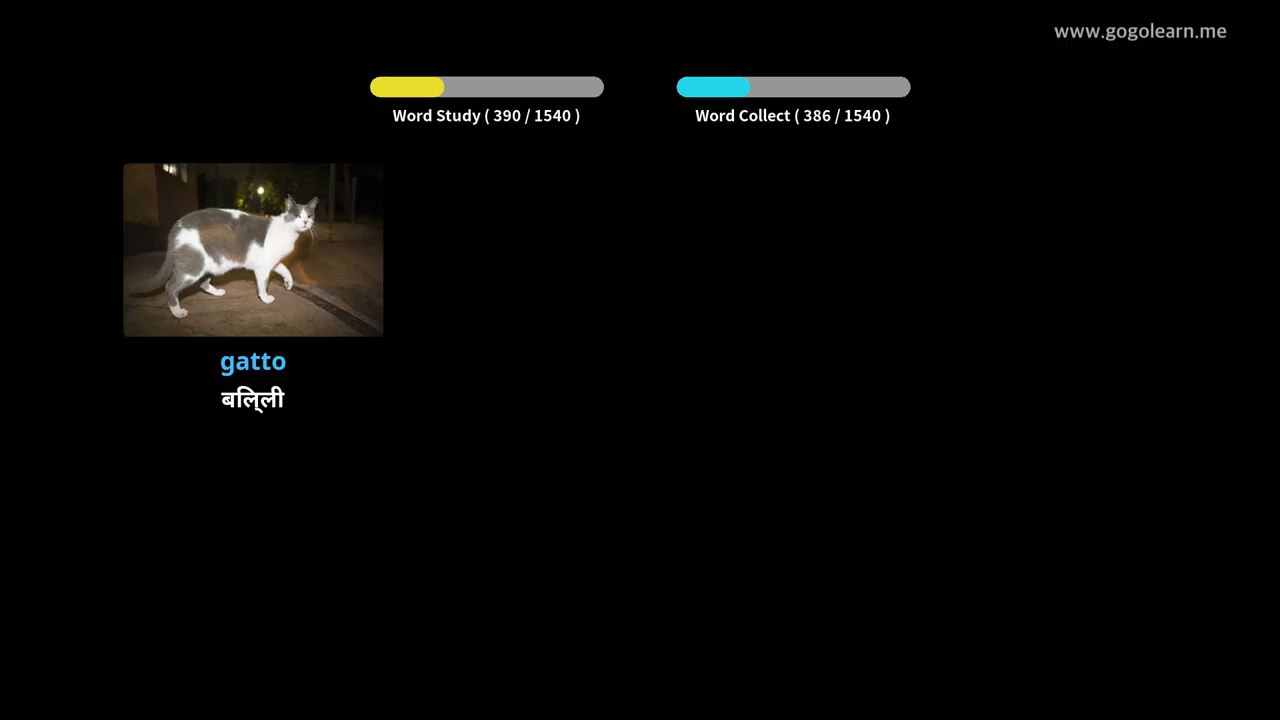 www.gogolearn.me
Word Study ( 390 / 1540 )
Word Collect ( 386 / 1540 )
gatto
बिल्ली